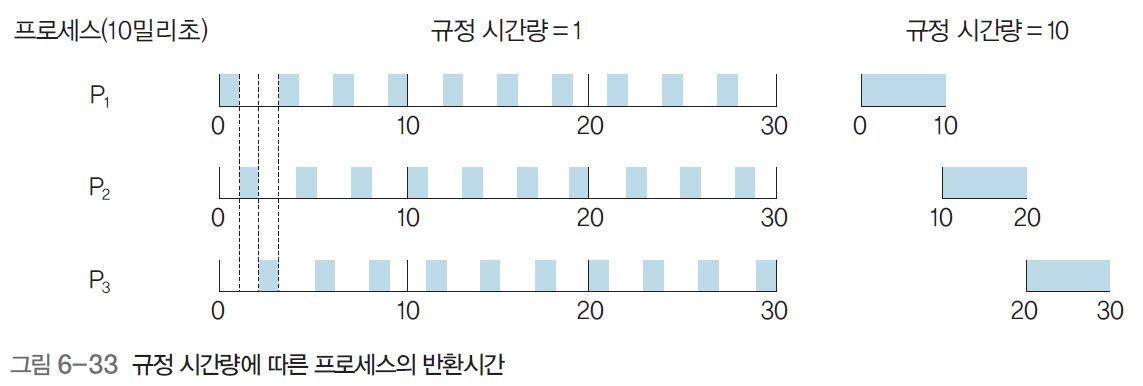 프로세스(10밀리초) 규정 시간량 = 1 규정 시간량 = 10
P1
0 10 20 30 0 10
P2
0 10 20 30 10 20
P3
0 10 20 30 20 30
그림 6-33 규정 시간량에 따른 프로세스의 반환시간